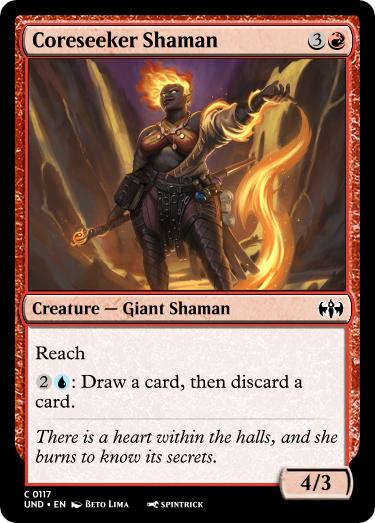 Coreseeker Shaman 3
Creature — Giant Shaman
Reach
2 : Draw a card, then discard a
card.
There is a heart within the halls, and she
burns to know its secrets.
4/3
C 0117
UND • EN BETO LIMA SPINTRICK